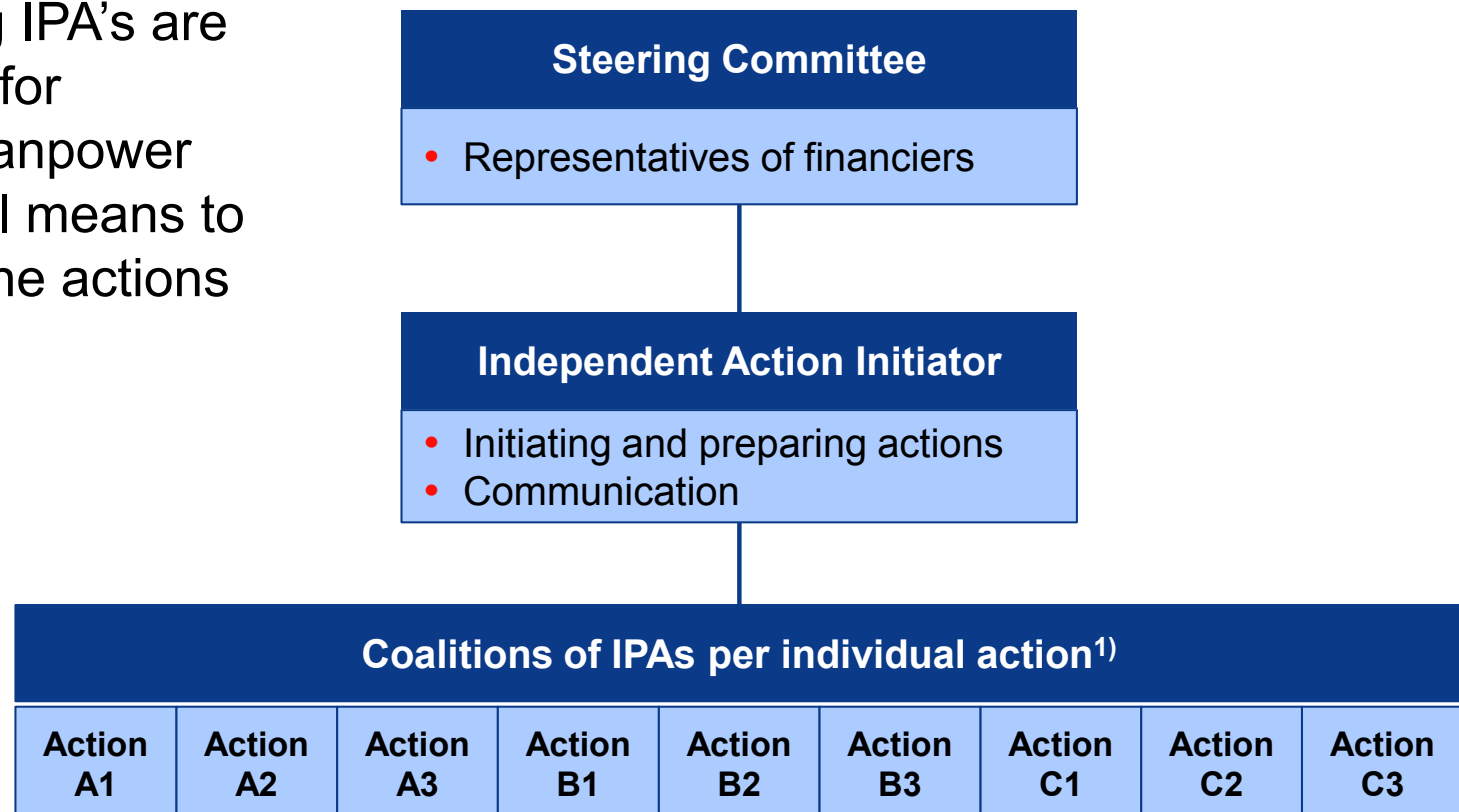 IPA's are
for
means to
actions
Steering Committee
• Representatives of financiers
Independent Action Initiator
• Initiating and preparing actions
• Communication
Coalitions of IPAs per individual action¹⁾
Action A1
Action A2
Action A3
Action B1
Action B2
Action B3
Action C1
Action C2
Action C3